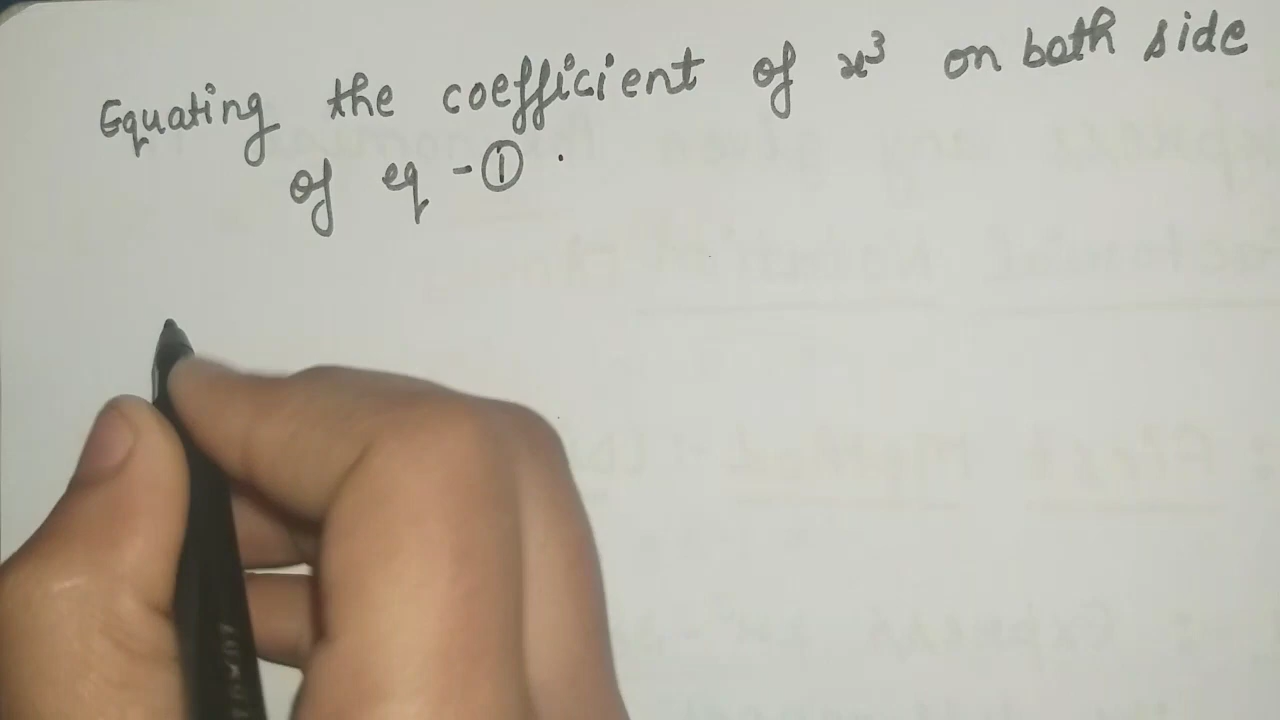 Equating the coefficient of x³ on both side
of eq - ① .